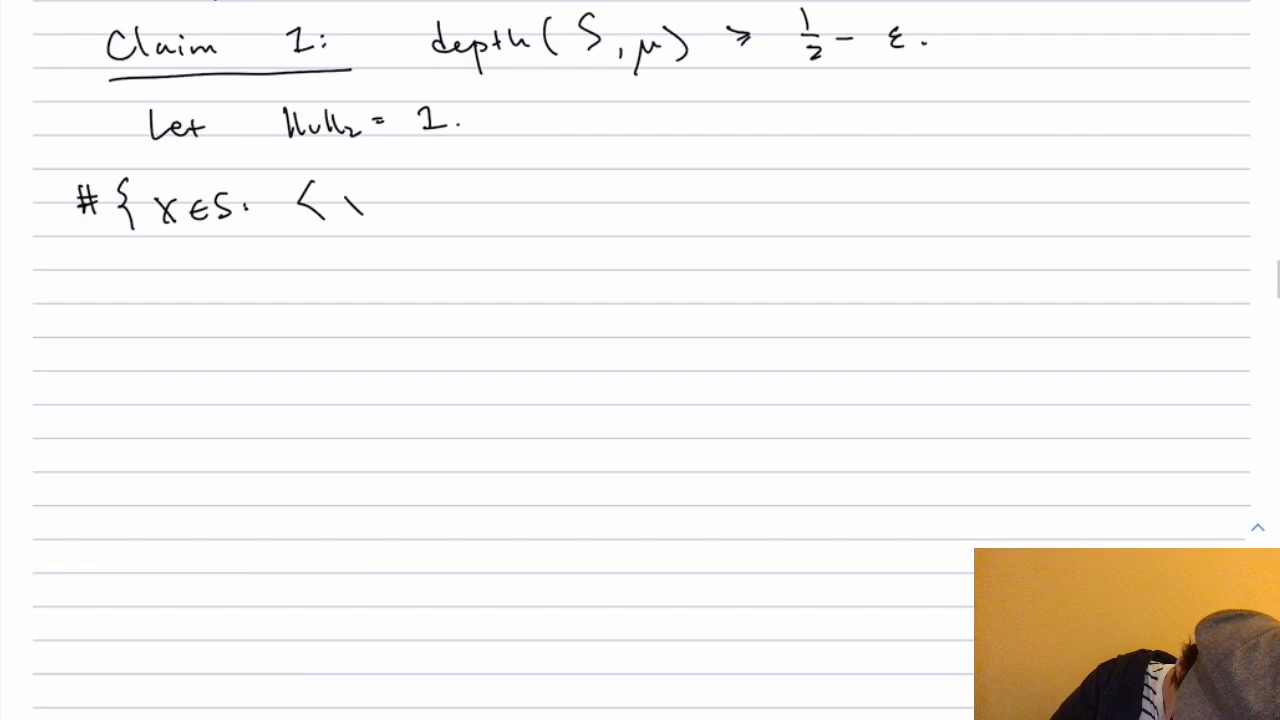 Claim 1: depth(S, μ) ≥ 1/2 - ε.
Let ‖u‖₂ = 1.
# { x ∈ S : ⟨